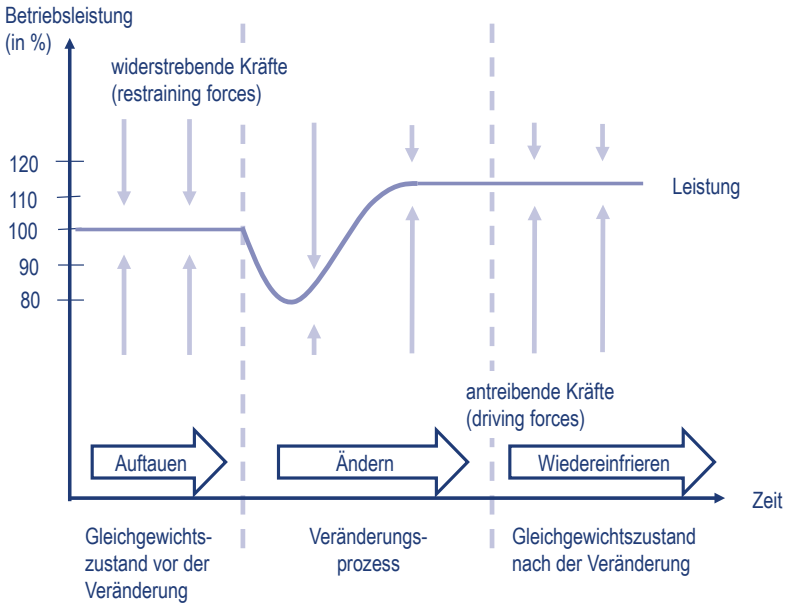 Betriebsleistung
(in %)
widerstrebende Kräfte
(restraining forces)
120
110
100
90
80
Leistung
antreibende Kräfte
(driving forces)
Auftauen
Ändern
Wiedereinfrieren
Zeit
Gleichgewichts-
zustand vor der
Veränderung
Veränderungs-
prozess
Gleichgewichtszustand
nach der Veränderung